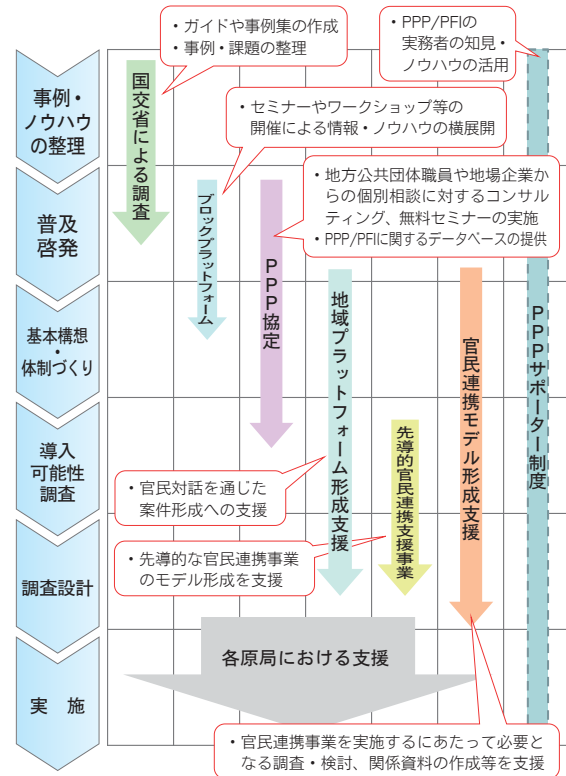 ・ガイドや事例集の作成
・事例・課題の整理
・PPP/PFIの
実務者の知見・
ノウハウの活用
事例・
ノウハウ
の整理
国交省による調査
・セミナーやワークショップ等の
開催による情報・ノウハウの横展開
・地方公共団体職員や地場企業か
らの個別相談に対するコンサル
ティング、無料セミナーの実施
・PPP/PFIに関するデータベースの提供
普及
啓発
ブロックプラットフォーム
PPP協定
地域プラットフォーム形成支援
官民連携モデル形成支援
PPPサポーター制度
基本構想
・
体制づくり
導入
可能性
調査
先導的官民連携支援事業
・官民対話を通じた
案件形成への支援
・先導的な官民連携事業
のモデル形成を支援
調査設計
各原局における支援
実　施
・官民連携事業を実施するにあたって必要と
なる調査・検討、関係資料の作成等を支援